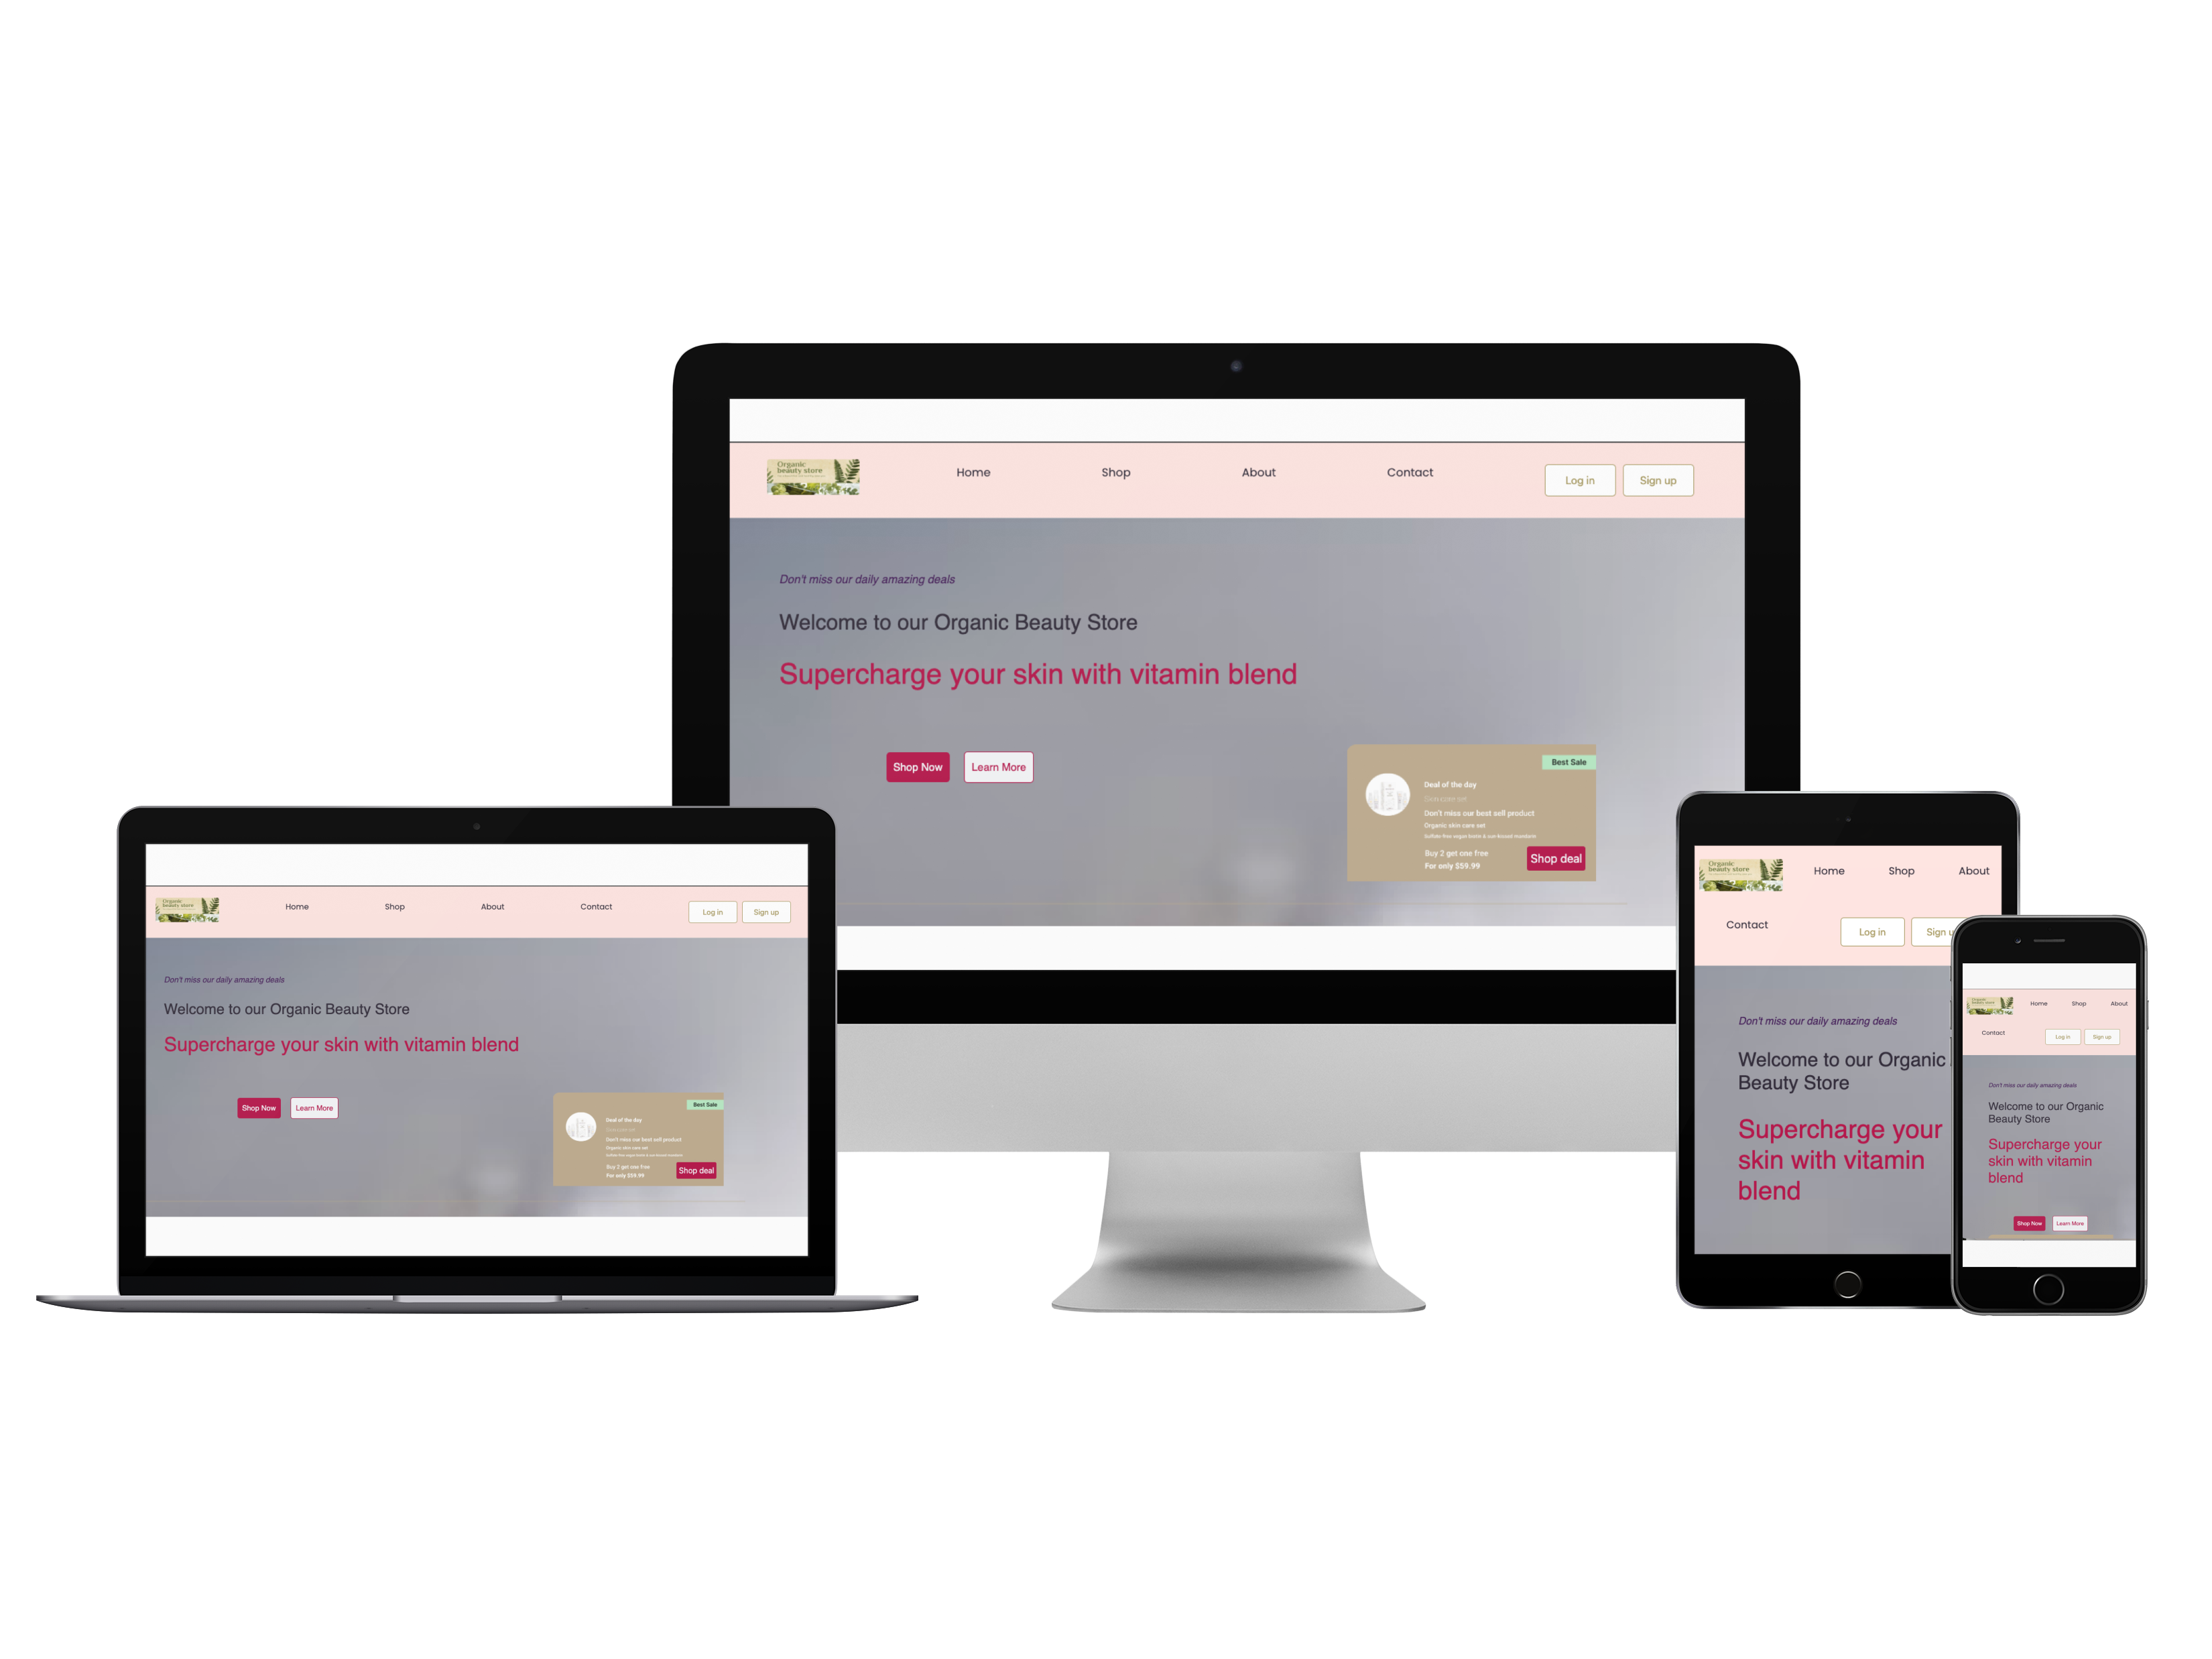 Organic
beauty store
Home
Shop
About
Contact
Log in
Sign up
Don't miss our daily amazing deals
Welcome to our Organic Beauty Store
Supercharge your skin with vitamin blend
Shop Now
Learn More
Best Sale
Deal of the day
Skincare set
Don't miss our best sell product
Organic skin care set
Buy 2 get one free
For only $59.99
Shop deal
Organic
beauty store
Home
Shop
About
Contact
Log in
Sign up
Don't miss our daily amazing deals
Welcome to our Organic Beauty Store
Supercharge your skin with vitamin blend
Shop Now
Learn More
Best Sale
Deal of the day
Don't miss our best sell product
Organic skin care set
Buy 2 get one free
For only $59.99
Shop deal
Organic
beauty store
Home
Shop
About
Contact
Log in
Sign
Don't miss our daily amazing deals
Welcome to our Organic
Beauty Store
Supercharge your
skin with vitamin
blend
Organic
beauty store
Home
Shop
About
Contact
Log in
Sign up
Don't miss our daily amazing deals
Welcome to our Organic
Beauty Store
Supercharge your
skin with vitamin
blend
Shop Now
Learn More